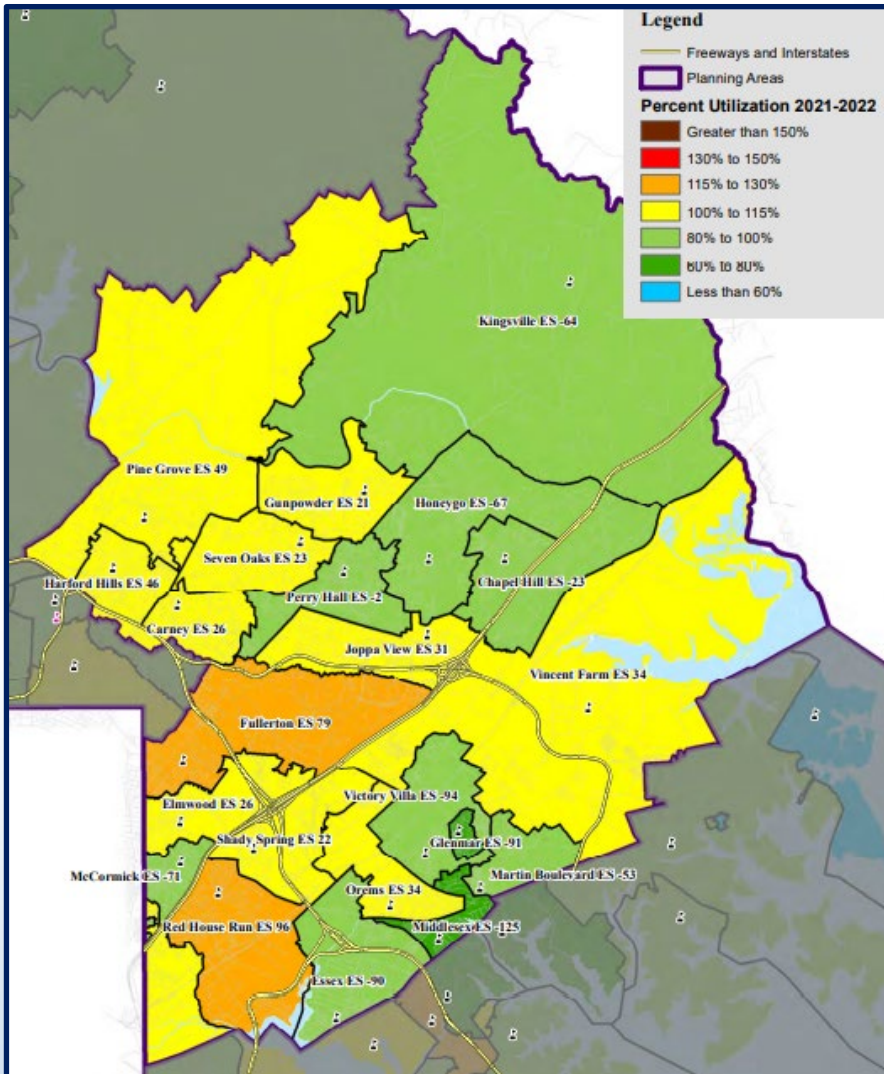 Legend
Freeways and Interstates
Planning Areas
Percent Utilization 2021-2022
Greater than 150%
130% to 150%
115% to 130%
100% to 115%
80% to 100%
60% to 80%
Less than 60%
Kingsville ES -64
Pine Grove ES 49
Gunpowder ES 21
Honeygo ES -67
Seven Oaks ES 23
Harford Hills ES 46
Perry Hall ES -2
Chapel Hill ES -23
Carney ES 26
Joppa View ES 31
Vincent Farm ES 34
Fullerton ES 79
Elmwood ES 26
Victory Villa ES -94
Shady Spring ES 22
Glenmar ES -91
McCormick ES -71
Martin Boulevard ES -53
Orems ES 34
Red House Run ES 96
Middlesex ES -125
Essex ES -90